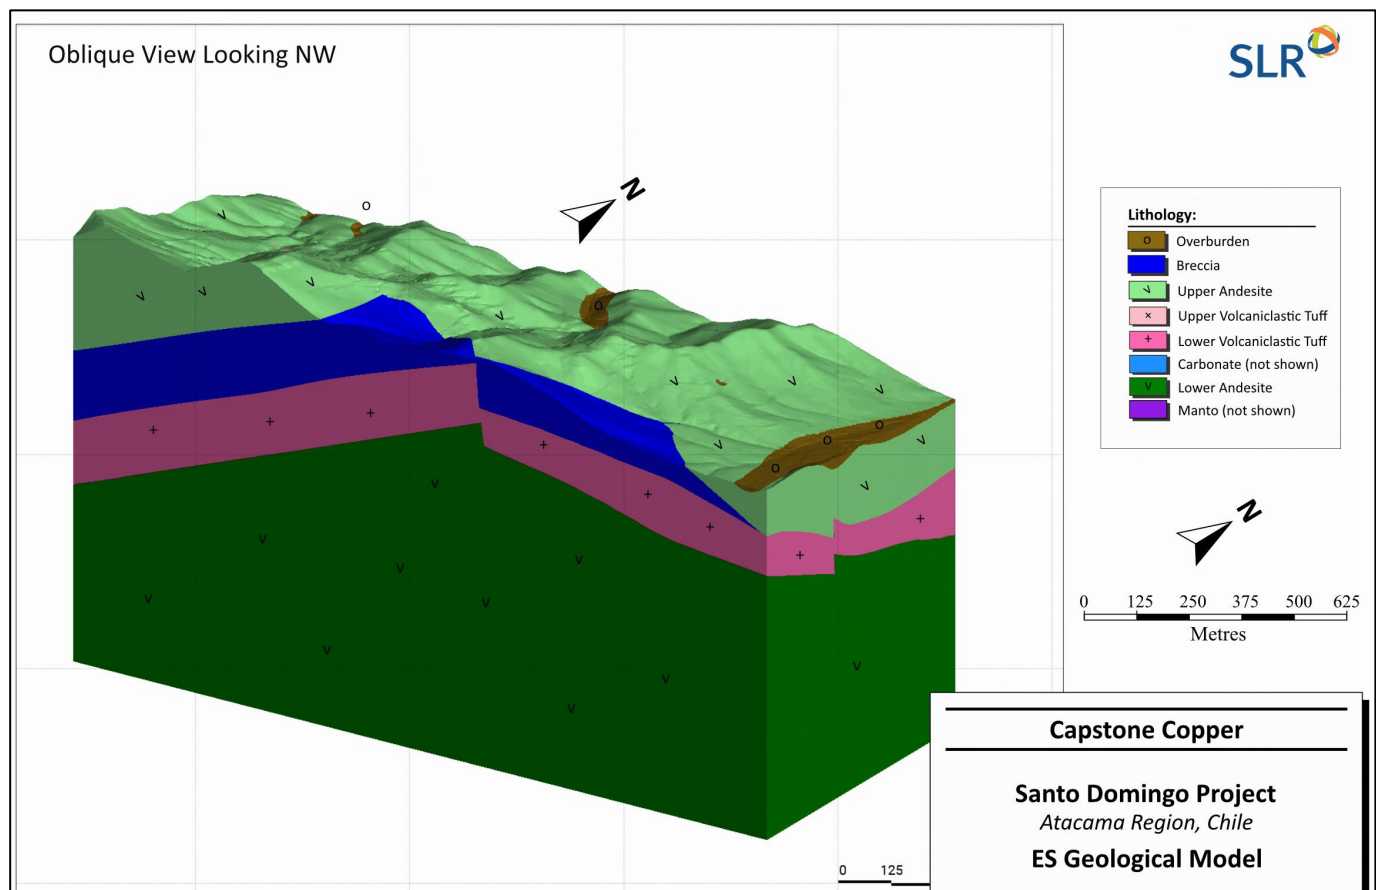 Oblique View Looking NW
SLR
N
Lithology:
o Overburden
Breecia
v Upper Andesite
x Upper Volcaniclastic Tuff
+ Lower Volcaniclastic Tuff
Carbonate (not shown)
v Lower Andesite
Manto (not shown)
N
0 125 250 375 500 625
Metres
0 125
Capstone Copper
Santo Domingo Project
Atacama Region, Chile
ES Geological Model